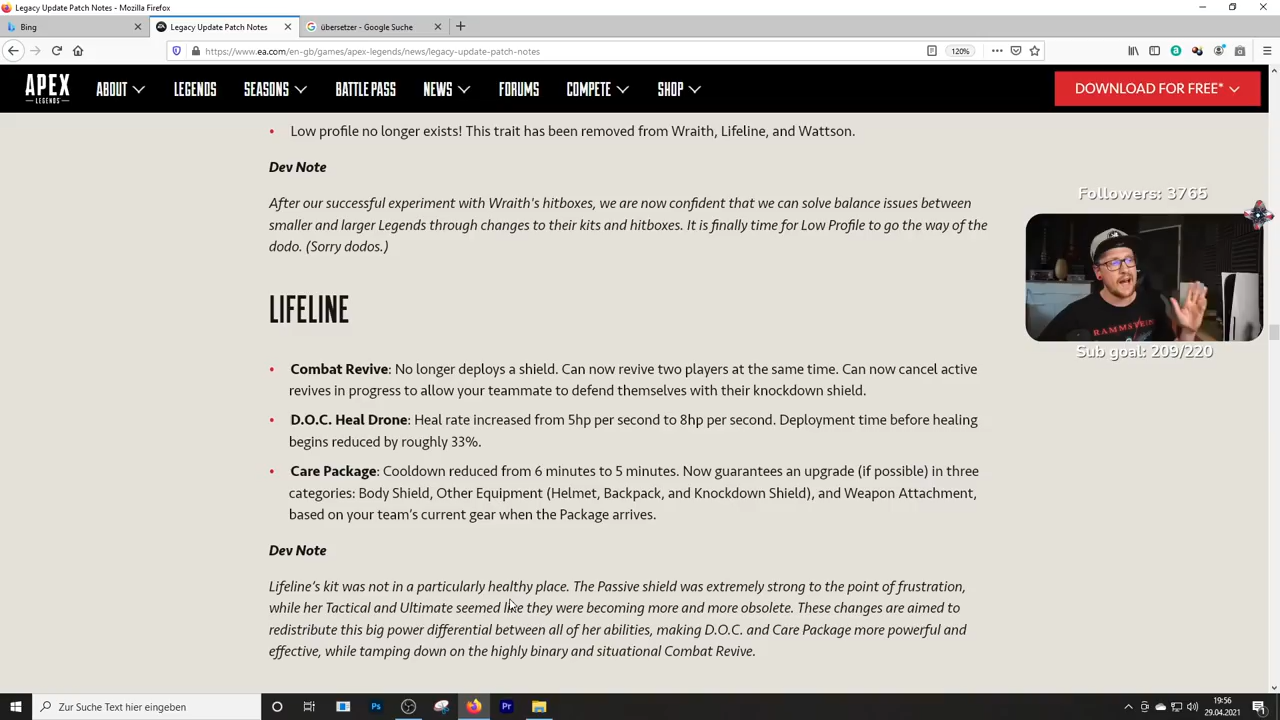 Legacy Update Patch Notes - Mozilla Firefox
Bing
Legacy Update Patch Notes
übersetzer - Google Suche
https://www.ea.com/en-gb/games/apex-legends/news/legacy-update-patch-notes
120%
APEX
LEGENDS
ABOUT
LEGENDS
SEASONS
BATTLE PASS
NEWS
FORUMS
COMPETE
SHOP
DOWNLOAD FOR FREE*
• Low profile no longer exists! This trait has been removed from Wraith, Lifeline, and Wattson.
Dev Note
After our successful experiment with Wraith's hitboxes, we are now confident that we can solve balance issues between
smaller and larger Legends through changes to their kits and hitboxes. It is finally time for Low Profile to go the way of the
dodo. (Sorry dodos.)
Followers: 3765
RAMMSTEIN
Sub goal: 209/220
LIFELINE
• Combat Revive: No longer deploys a shield. Can now revive two players at the same time. Can now cancel active
revives in progress to allow your teammate to defend themselves with their knockdown shield.
• D.O.C. Heal Drone: Heal rate increased from 5hp per second to 8hp per second. Deployment time before healing
begins reduced by roughly 33%.
• Care Package: Cooldown reduced from 6 minutes to 5 minutes. Now guarantees an upgrade (if possible) in three
categories: Body Shield, Other Equipment (Helmet, Backpack, and Knockdown Shield), and Weapon Attachment,
based on your team's current gear when the Package arrives.
Dev Note
Lifeline's kit was not in a particularly healthy place. The Passive shield was extremely strong to the point of frustration,
while her Tactical and Ultimate seemed like they were becoming more and more obsolete. These changes are aimed to
redistribute this big power differential between all of her abilities, making D.O.C. and Care Package more powerful and
effective, while tamping down on the highly binary and situational Combat Revive.
Zur Suche Text hier eingeben
Ps
Pr
19:56
29.04.2021